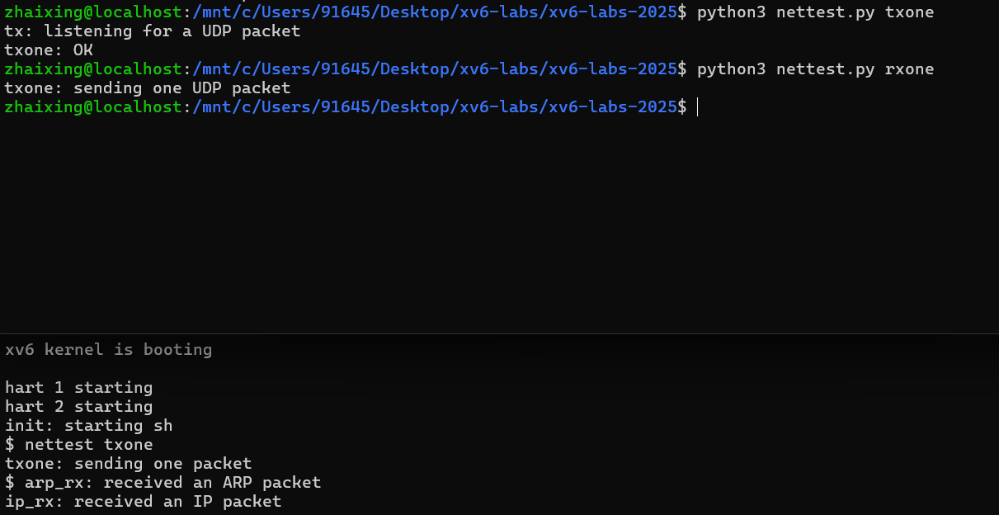 zhaixing@localhost:/mnt/c/Users/91645/Desktop/xv6-labs/xv6-labs-2025$ python3 nettest.py txone
tx: listening for a UDP packet
txone: OK
zhaixing@localhost:/mnt/c/Users/91645/Desktop/xv6-labs/xv6-labs-2025$ python3 nettest.py rxone
txone: sending one UDP packet
zhaixing@localhost:/mnt/c/Users/91645/Desktop/xv6-labs/xv6-labs-2025$
xv6 kernel is booting
hart 1 starting
hart 2 starting
init: starting sh
$ nettest txone
txone: sending one packet
$ arp_rx: received an ARP packet
ip_rx: received an IP packet